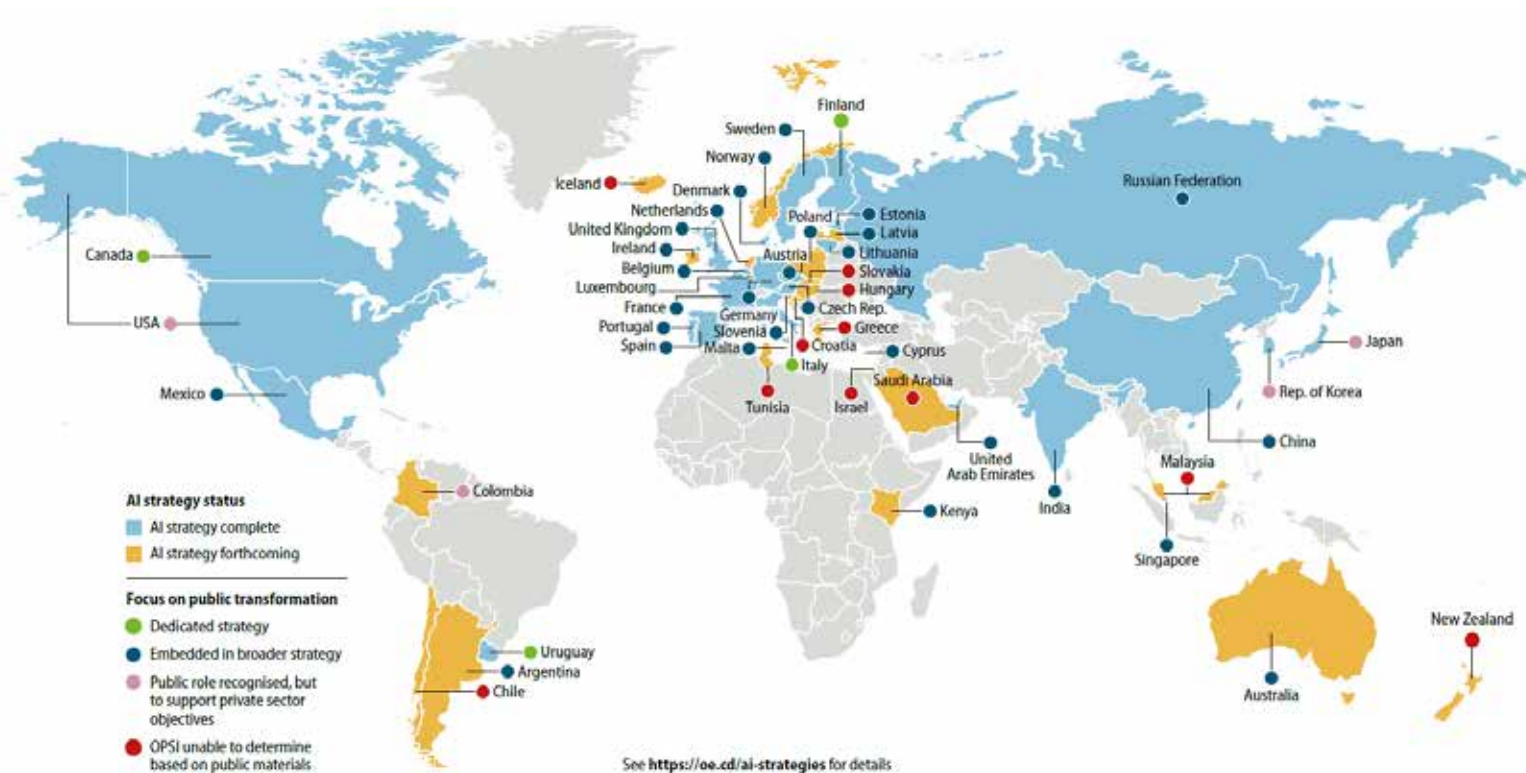 Finland
Sweden
Norway
Iceland
Denmark
Netherlands
United Kingdom
Ireland
Belgium
Luxembourg
France
Portugal
Spain
Germany
Slovenia
Malta
Poland
Austria
Estonia
Latvia
Lithuania
Slovakia
Hungary
Czech Rep.
Greece
Croatia
Italy
Cyprus
Tunisia
Israel
Saudi Arabia
United
Arab Emirates
Kenya
Russian Federation
Japan
Rep. of Korea
China
Malaysia
India
Singapore
New Zealand
Australia
Canada
USA
Mexico
Colombia
Uruguay
Argentina
Chile
AI strategy status
AI strategy complete
AI strategy forthcoming
Focus on public transformation
Dedicated strategy
Embedded in broader strategy
Public role recognised, but
to support private sector
objectives
OPSI unable to determine
based on public materials
See https://oe.cd/ai-strategies for details